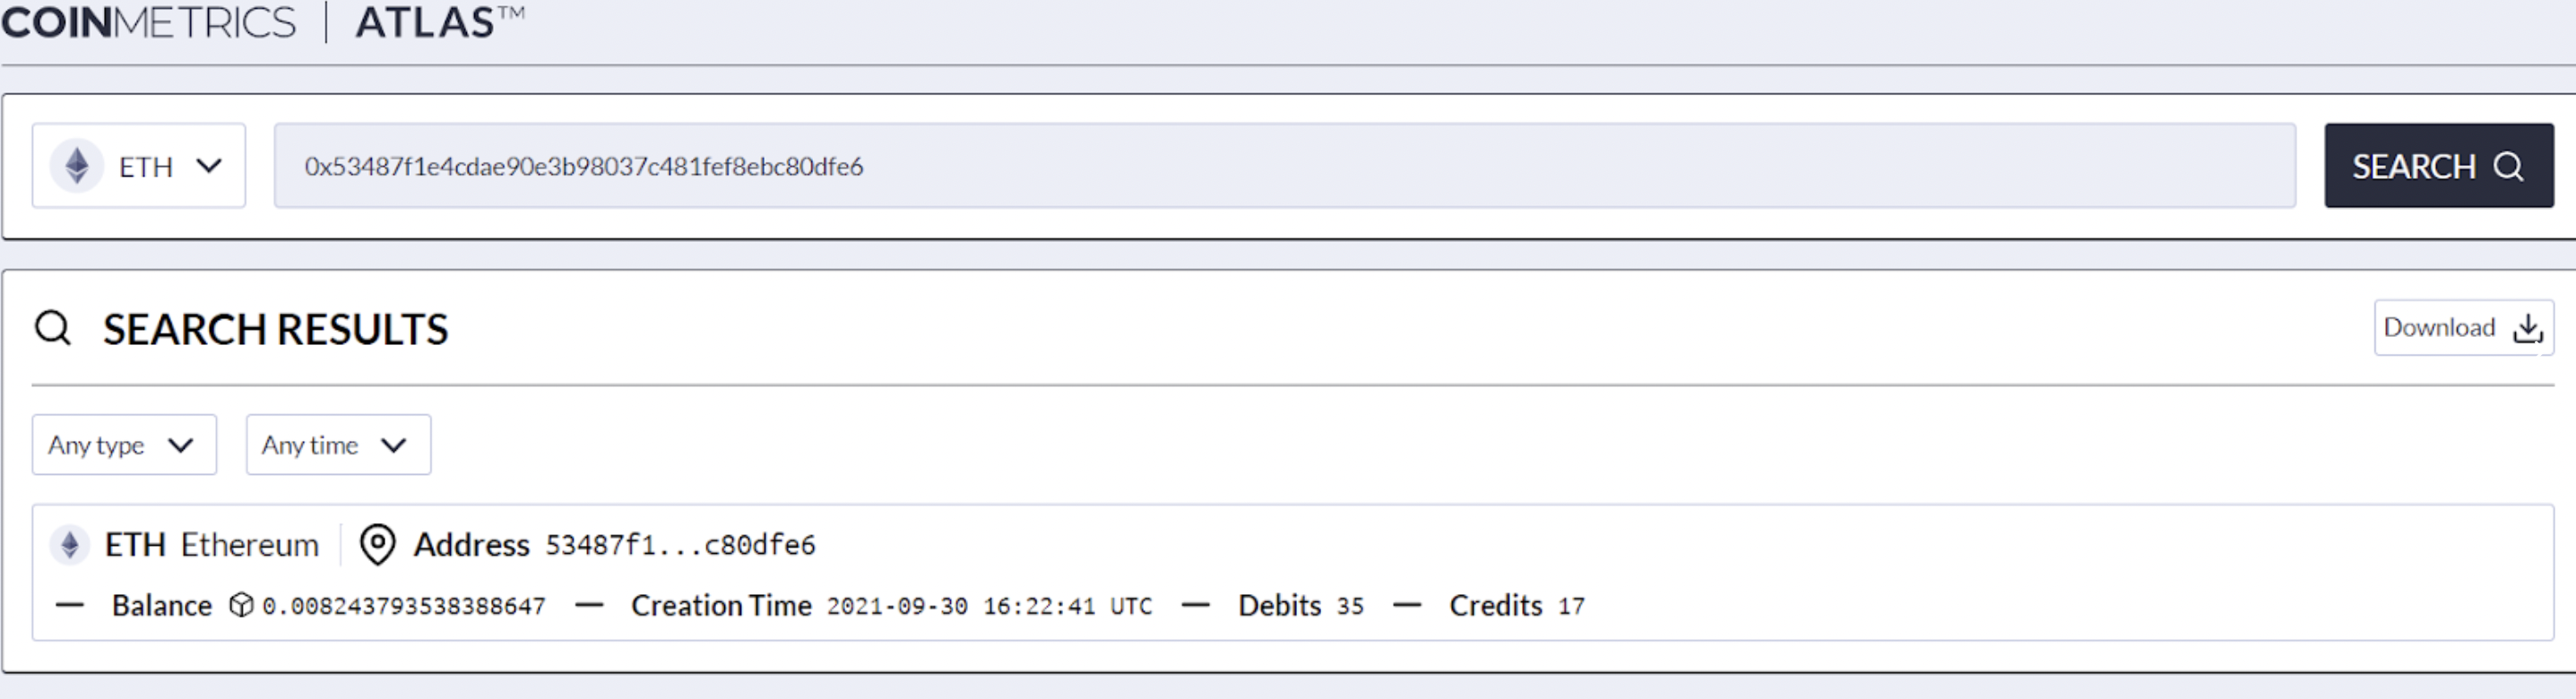 COINMETRICS | ATLAS™
ETH 0x53487f1e4cdae90e3b98037c481fef8ebc80dfe6 SEARCH
SEARCH RESULTS Download
Any type Any time
ETH Ethereum Address 53487f1...c80dfe6
— Balance 0.008243793538388647 — Creation Time 2021-09-30 16:22:41 UTC — Debits 35 — Credits 17